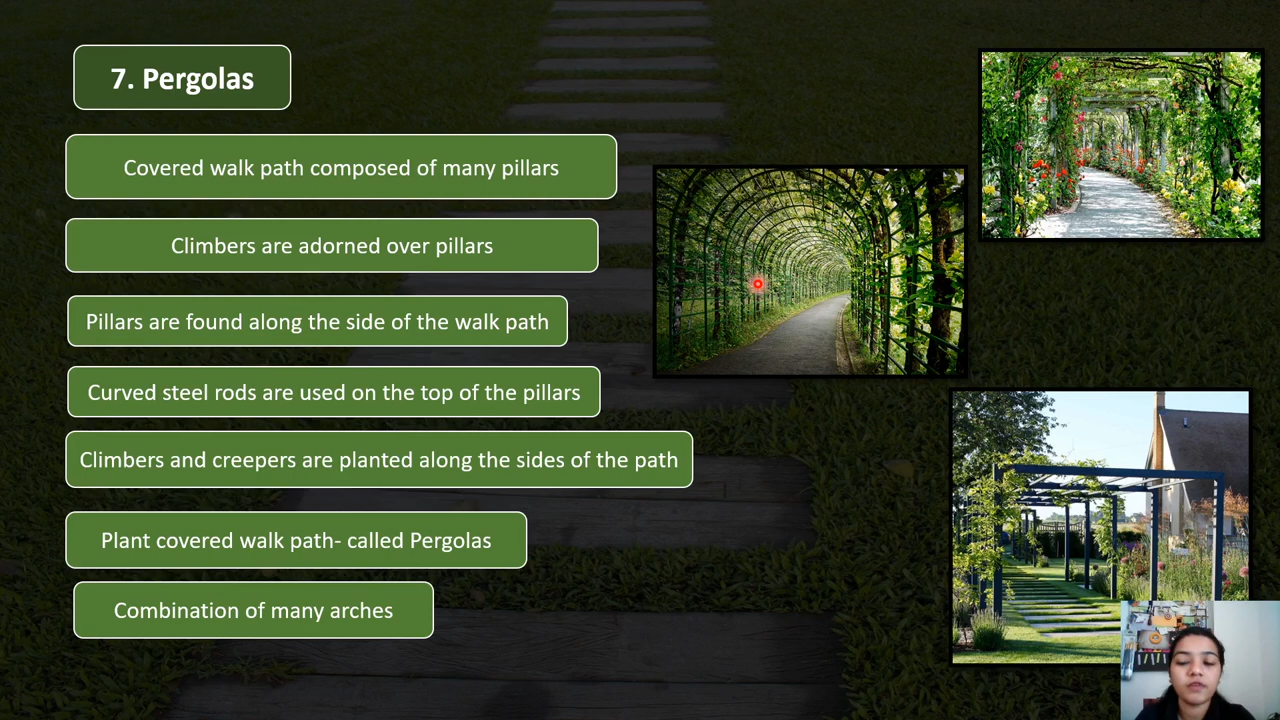 7. Pergolas
Covered walk path composed of many pillars
Climbers are adorned over pillars
Pillars are found along the side of the walk path
Curved steel rods are used on the top of the pillars
Climbers and creepers are planted along the sides of the path
Plant covered walk path- called Pergolas
Combination of many arches